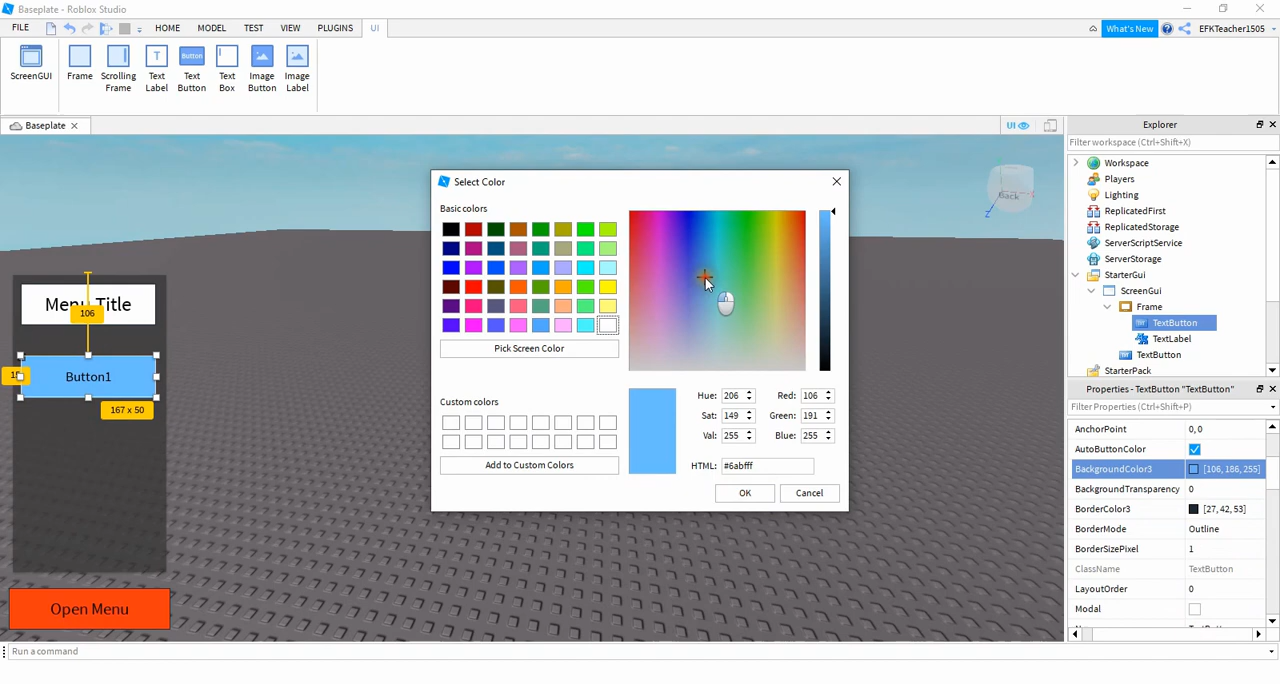 Baseplate - Roblox Studio
FILE HOME MODEL TEST VIEW PLUGINS UI What's New EFKTeacher1505
ScreenGUI
Frame
Scrolling
Frame
Text
Label
Button
Text
Button
Text
Box
Image
Button
Image
Label
Baseplate
UI
Back
Z
Menu Title
106
Button1
167 x 50
Open Menu
Select Color
Basic colors
Pick Screen Color
Custom colors
Add to Custom Colors
Hue: 206 Red: 106
Sat: 149 Green: 191
Val: 255 Blue: 255
HTML: #6abfff
OK Cancel
Explorer
Filter workspace (Ctrl+Shift+X)
Workspace
Players
Lighting
ReplicatedFirst
ReplicatedStorage
ServerScriptService
ServerStorage
StarterGui
ScreenGui
Frame
TextButton
TextLabel
TextButton
StarterPack
Properties - TextButton "TextButton"
Filter Properties (Ctrl+Shift+P)
AnchorPoint 0, 0
AutoButtonColor
BackgroundColor3 [106, 186, 255]
BackgroundTransparency 0
BorderColor3 [27, 42, 53]
BorderMode Outline
BorderSizePixel 1
ClassName TextButton
LayoutOrder 0
Modal
Run a command